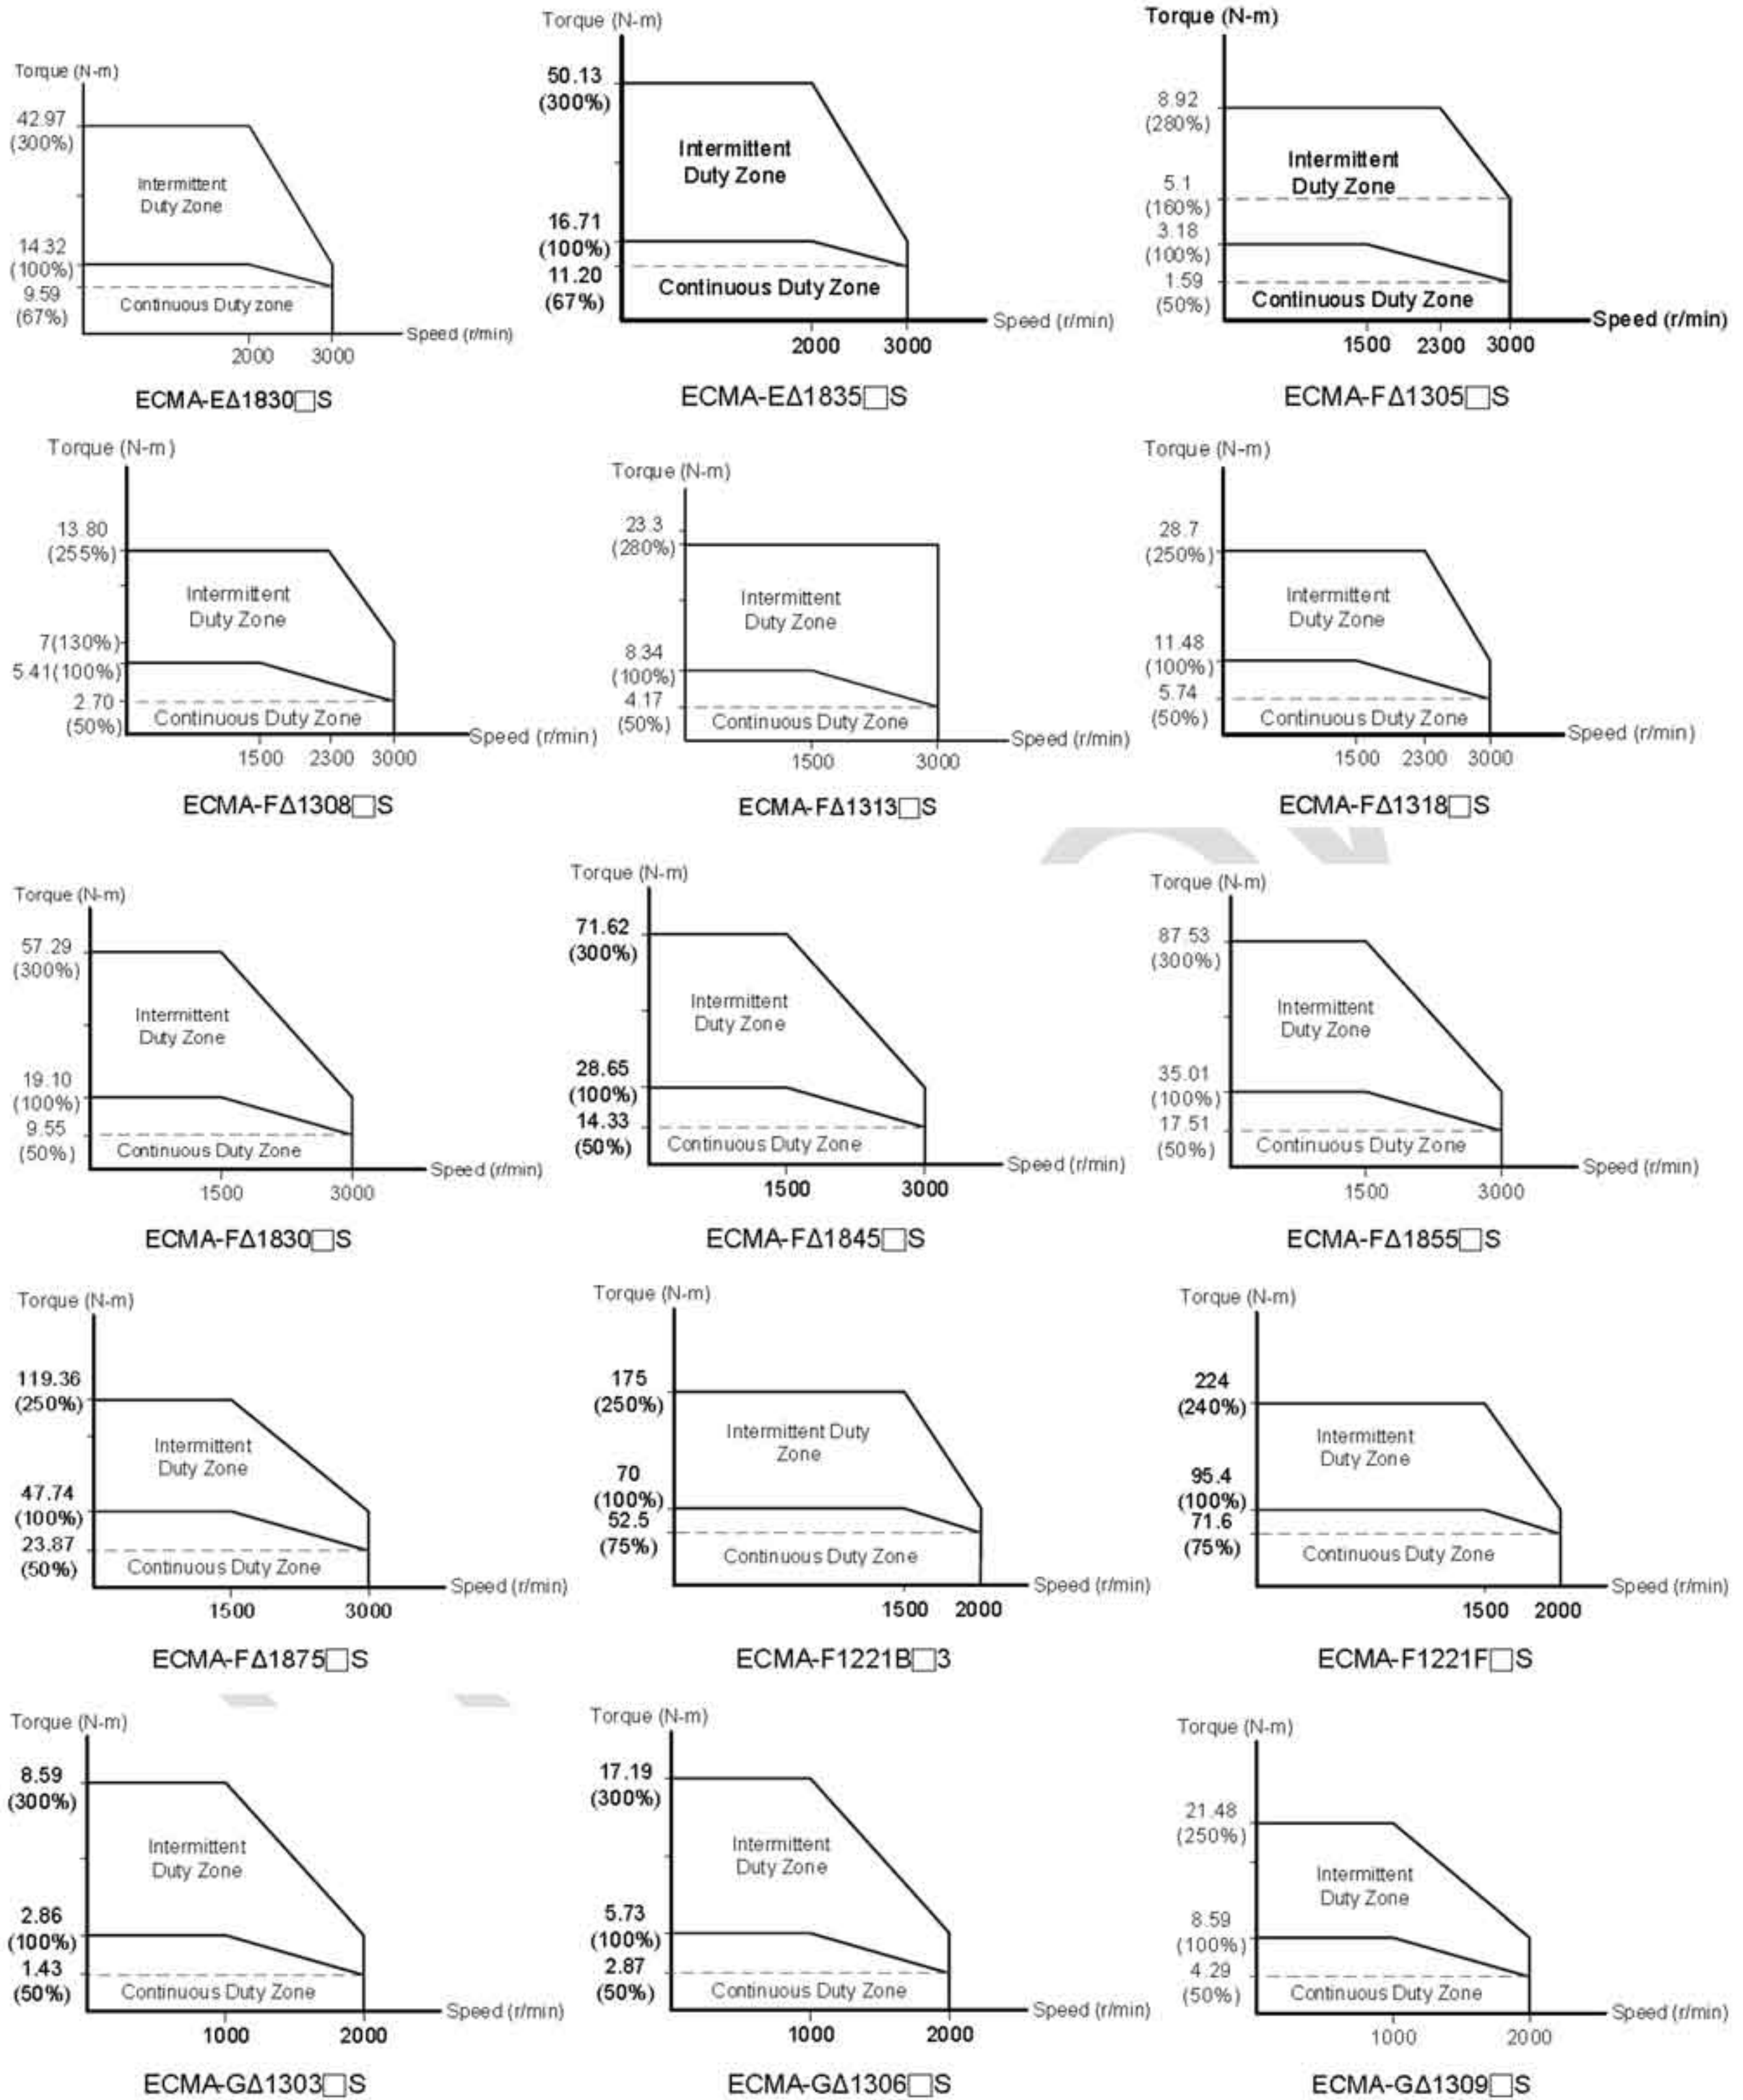 Torque (N-m)
42.97
(300%)
Intermittent
Duty Zone
14.32
(100%)
9.59
(67%)
Continuous Duty zone
Speed (r/min)
2000 3000
ECMA-EΔ1830□S
Torque (N-m)
50.13
(300%)
Intermittent
Duty Zone
16.71
(100%)
11.20
(67%)
Continuous Duty Zone
Speed (r/min)
2000 3000
ECMA-EΔ1835□S
Torque (N-m)
8.92
(280%)
Intermittent
Duty Zone
5.1
(160%)
3.18
(100%)
1.59
(50%)
Continuous Duty Zone
Speed (r/min)
1500 2300 3000
ECMA-FΔ1305□S
Torque (N-m)
13.80
(255%)
Intermittent
Duty Zone
7(130%)
5.41(100%)
2.70
(50%)
Continuous Duty Zone
Speed (r/min)
1500 2300 3000
ECMA-FΔ1308□S
Torque (N-m)
23.3
(280%)
Intermittent
Duty Zone
8.34
(100%)
4.17
(50%)
Continuous Duty Zone
Speed (r/min)
1500 3000
ECMA-FΔ1313□S
Torque (N-m)
28.7
(250%)
Intermittent
Duty Zone
11.48
(100%)
5.74
(50%)
Continuous Duty Zone
Speed (r/min)
1500 2300 3000
ECMA-FΔ1318□S
Torque (N-m)
57.29
(300%)
Intermittent
Duty Zone
19.10
(100%)
9.55
(50%)
Continuous Duty Zone
Speed (r/min)
1500 3000
ECMA-FΔ1830□S
Torque (N-m)
71.62
(300%)
Intermittent
Duty Zone
28.65
(100%)
14.33
(50%)
Continuous Duty Zone
Speed (r/min)
1500 3000
ECMA-FΔ1845□S
Torque (N-m)
87.53
(300%)
Intermittent
Duty Zone
35.01
(100%)
17.51
(50%)
Continuous Duty Zone
Speed (r/min)
1500 3000
ECMA-FΔ1855□S
Torque (N-m)
119.36
(250%)
Intermittent
Duty Zone
47.74
(100%)
23.87
(50%)
Continuous Duty Zone
Speed (r/min)
1500 3000
ECMA-FΔ1875□S
Torque (N-m)
175
(250%)
Intermittent Duty
Zone
70
(100%)
52.5
(75%)
Continuous Duty Zone
Speed (r/min)
1500 2000
ECMA-F1221B□3
Torque (N-m)
224
(240%)
Intermittent
Duty Zone
95.4
(100%)
71.6
(75%)
Continuous Duty Zone
Speed (r/min)
1500 2000
ECMA-F1221F□S
Torque (N-m)
8.59
(300%)
Intermittent
Duty Zone
2.86
(100%)
1.43
(50%)
Continuous Duty Zone
Speed (r/min)
1000 2000
ECMA-GΔ1303□S
Torque (N-m)
17.19
(300%)
Intermittent
Duty Zone
5.73
(100%)
2.87
(50%)
Continuous Duty Zone
Speed (r/min)
1000 2000
ECMA-GΔ1306□S
Torque (N-m)
21.48
(250%)
Intermittent
Duty Zone
8.59
(100%)
4.29
(50%)
Continuous Duty Zone
Speed (r/min)
1000 2000
ECMA-GΔ1309□S